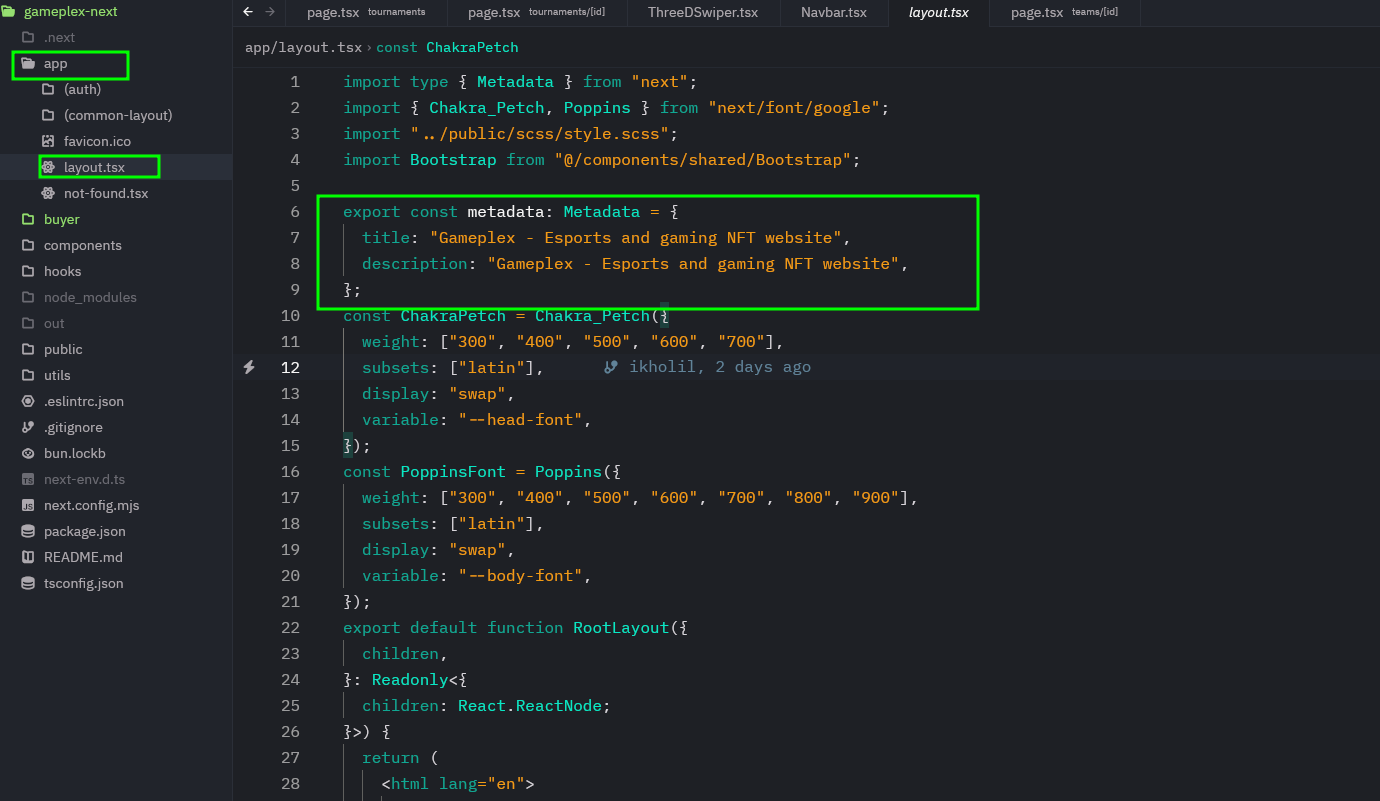 gameplex-next
.next
app
(auth)
(common-layout)
favicon.ico
layout.tsx
not-found.tsx
buyer
components
hooks
node_modules
out
public
utils
.eslintrc.json
.gitignore
bun.lockb
next-env.d.ts
next.config.mjs
package.json
README.md
tsconfig.json
page.tsx tournaments page.tsx tournaments/[id] ThreeDSwiper.tsx Navbar.tsx layout.tsx page.tsx teams/[id]
app/layout.tsx › const ChakraPetch
1 import type { Metadata } from "next";
2 import { Chakra_Petch, Poppins } from "next/font/google";
3 import "../public/scss/style.scss";
4 import Bootstrap from "@/components/shared/Bootstrap";
5
6 export const metadata: Metadata = {
7 title: "Gameplex - Esports and gaming NFT website",
8 description: "Gameplex - Esports and gaming NFT website",
9 };
10 const ChakraPetch = Chakra_Petch({
11 weight: ["300", "400", "500", "600", "700"],
12 subsets: ["latin"], ikholil, 2 days ago
13 display: "swap",
14 variable: "--head-font",
15 });
16 const PoppinsFont = Poppins({
17 weight: ["300", "400", "500", "600", "700", "800", "900"],
18 subsets: ["latin"],
19 display: "swap",
20 variable: "--body-font",
21 });
22 export default function RootLayout({
23 children,
24 }: Readonly<{
25 children: React.ReactNode;
26 }>) {
27 return (
28 <html lang="en">